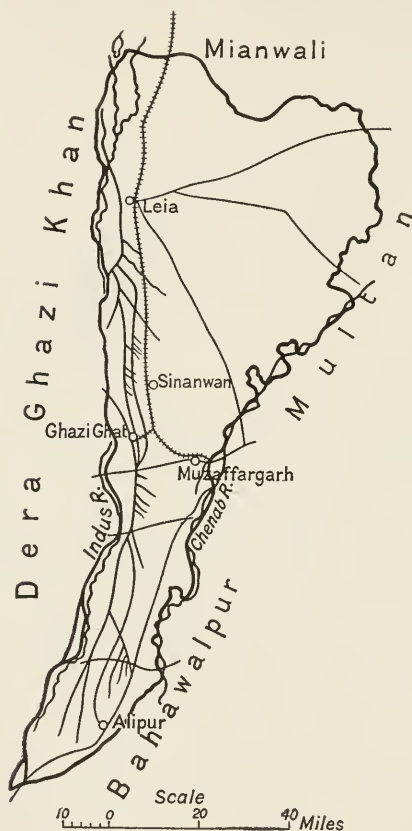 Mianwali
Dera Ghazi Khan
Leia
Multan
Sinanwan
Ghazi Ghat
Muzaffargarh
Indus R.
Chenab R.
Bahawalpur
Alipur
Scale
10 0 20 40 Miles